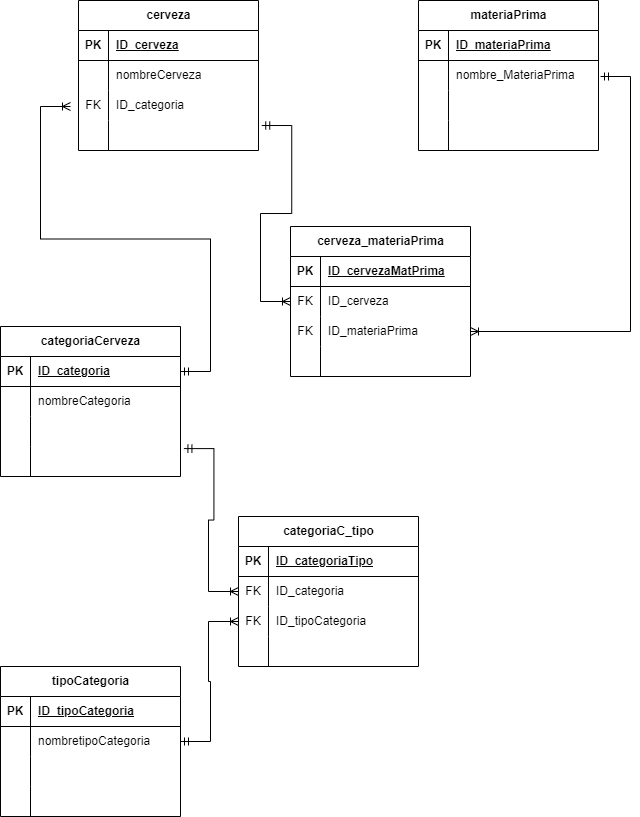 cerveza
PK ID_cerveza
nombreCerveza
FK ID_categoria
materiaPrima
PK ID_materiaPrima
nombre_MateriaPrima
cerveza_materiaPrima
PK ID_cervezaMatPrima
FK ID_cerveza
FK ID_materiaPrima
categoriaCerveza
PK ID_categoria
nombreCategoria
categoriaC_tipo
PK ID_categoriaTipo
FK ID_categoria
FK ID_tipoCategoria
tipoCategoria
PK ID_tipoCategoria
nombretipoCategoria